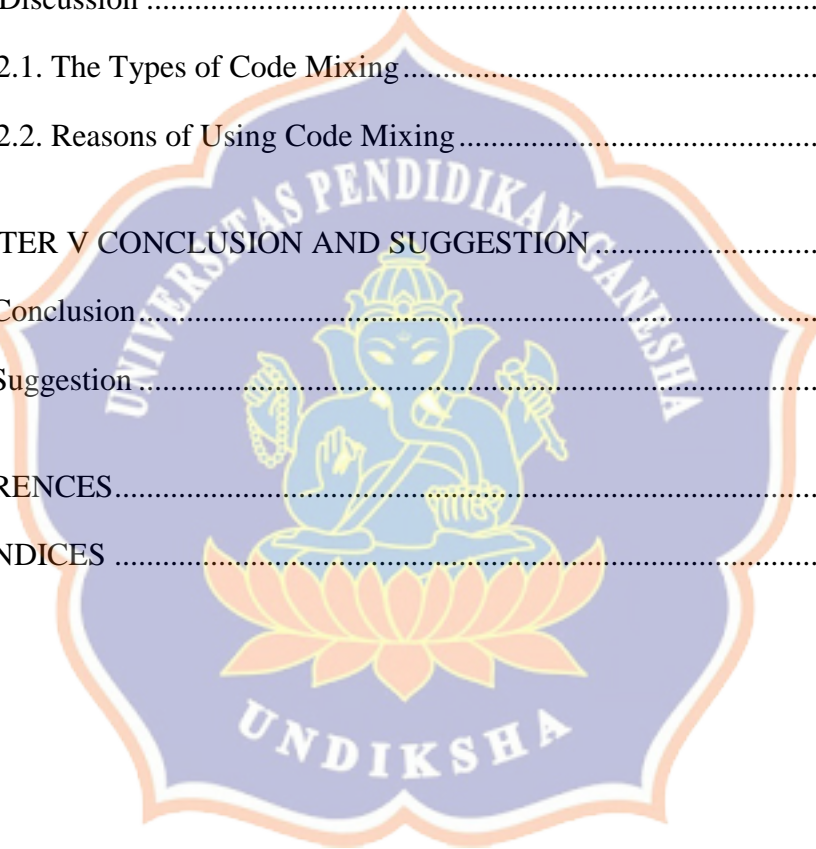 Discussion ................................................................................
2.1. The Types of Code Mixing ....................................................
2.2. Reasons of Using Code Mixing .............................................
UNIVERSITAS PENDIDIKAN GANESHA
TER V CONCLUSION AND SUGGESTION ............................
Conclusion .................................................................................
Suggestion .................................................................................
RENCES .....................................................................................
NDICES .....................................................................................
UNDIKSHA